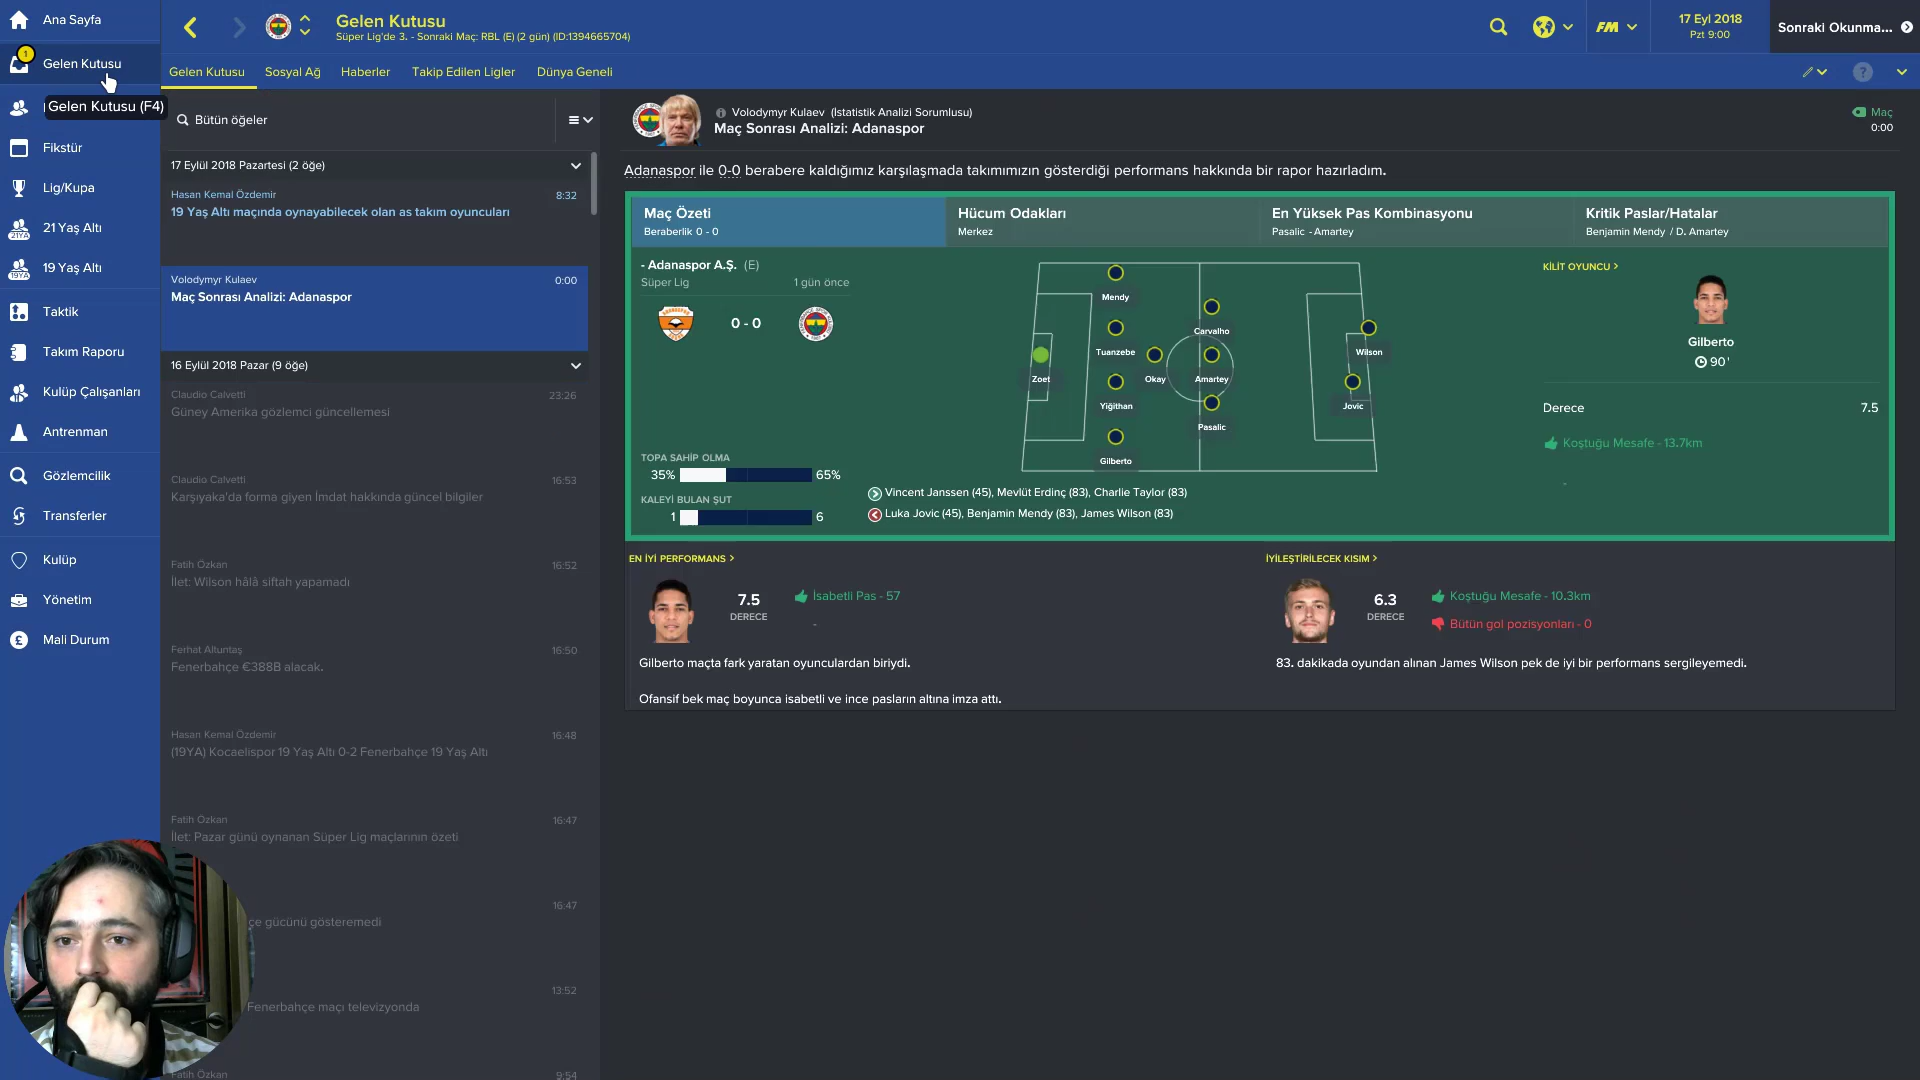 Ana Sayfa
1
Gelen Kutusu
Gelen Kutusu (F4)
Fikstür
Lig/Kupa
21 Yaş Altı
19 Yaş Altı
Taktik
Takım Raporu
Kulüp Çalışanları
Antrenman
Gözlemcilik
Transferler
Kulüp
Yönetim
Mali Durum
Gelen Kutusu
Süper Lig'de 3. - Sonraki Maç: RBL (E) (2 gün) (ID:1394665704)
FM
17 Eyl 2018
Pzt 9:00
Sonraki Okunma...
Gelen Kutusu Sosyal Ağ Haberler Takip Edilen Ligler Dünya Geneli
?
Bütün öğeler
17 Eylül 2018 Pazartesi (2 öğe)
Hasan Kemal Özdemir 8:32
19 Yaş Altı maçında oynayabilecek olan as takım oyuncuları
Volodymyr Kulaev 0:00
Maç Sonrası Analizi: Adanaspor
16 Eylül 2018 Pazar (9 öğe)
Claudio Calvetti 23:26
Güney Amerika gözlemci güncellemesi
Claudio Calvetti 16:53
Karşıyaka'da forma giyen İmdat hakkında güncel bilgiler
Fatih Özkan 16:52
İlet: Wilson hâlâ siftah yapamadı
Ferhat Altuntaş 16:50
Fenerbahçe €388B alacak.
Hasan Kemal Özdemir 16:48
(19YA) Kocaelispor 19 Yaş Altı 0-2 Fenerbahçe 19 Yaş Altı
Fatih Özkan 16:47
İlet: Pazar günü oynanan Süper Lig maçlarının özeti
16:47
çe gücünü gösteremedi
13:52
Fenerbahçe maçı televizyonda
Fatih Özkan 9:54
Volodymyr Kulaev (İstatistik Analizi Sorumlusu)
Maç Sonrası Analizi: Adanaspor
Maç
0:00
Adanaspor ile 0-0 berabere kaldığımız karşılaşmada takımımızın gösterdiği performans hakkında bir rapor hazırladım.
Maç Özeti
Beraberlik 0 - 0
Hücum Odakları
Merkez
En Yüksek Pas Kombinasyonu
Pasalic - Amartey
Kritik Paslar/Hatalar
Benjamin Mendy / D. Amartey
- Adanaspor A.Ş. (E)
Süper Lig 1 gün önce
0 - 0
TOPA SAHİP OLMA
35% 65%
KALEYİ BULAN ŞUT
1 6
Mendy
Carvalho
Tuanzebe
Wilson
Zoet
Okay
Amartey
Yiğithan
Jovic
Pasalic
Gilberto
Vincent Janssen (45), Mevlüt Erdinç (83), Charlie Taylor (83)
Luka Jovic (45), Benjamin Mendy (83), James Wilson (83)
KİLİT OYUNCU >
Gilberto
90'
Derece 7.5
Koştuğu Mesafe - 13.7km
-
EN İYİ PERFORMANS >
7.5
DERECE
İsabetli Pas - 57
-
Gilberto maçta fark yaratan oyunculardan biriydi.
Ofansif bek maç boyunca isabetli ve ince pasların altına imza attı.
İYİLEŞTİRİLECEK KISIM >
6.3
DERECE
Koştuğu Mesafe - 10.3km
Bütün gol pozisyonları - 0
83. dakikada oyundan alınan James Wilson pek de iyi bir performans sergileyemedi.